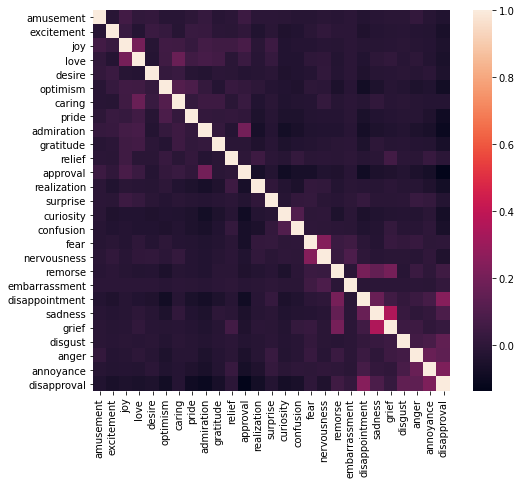 amusement
excitement
joy
love
desire
optimism
caring
pride
admiration
gratitude
relief
approval
realization
surprise
curiosity
confusion
fear
nervousness
remorse
embarrassment
disappointment
sadness
grief
disgust
anger
annoyance
disapproval
amusement
excitement
joy
love
desire
optimism
caring
pride
admiration
gratitude
relief
approval
realization
surprise
curiosity
confusion
fear
nervousness
remorse
embarrassment
disappointment
sadness
grief
disgust
anger
annoyance
disapproval
1.0
0.8
0.6
0.4
0.2
0.0